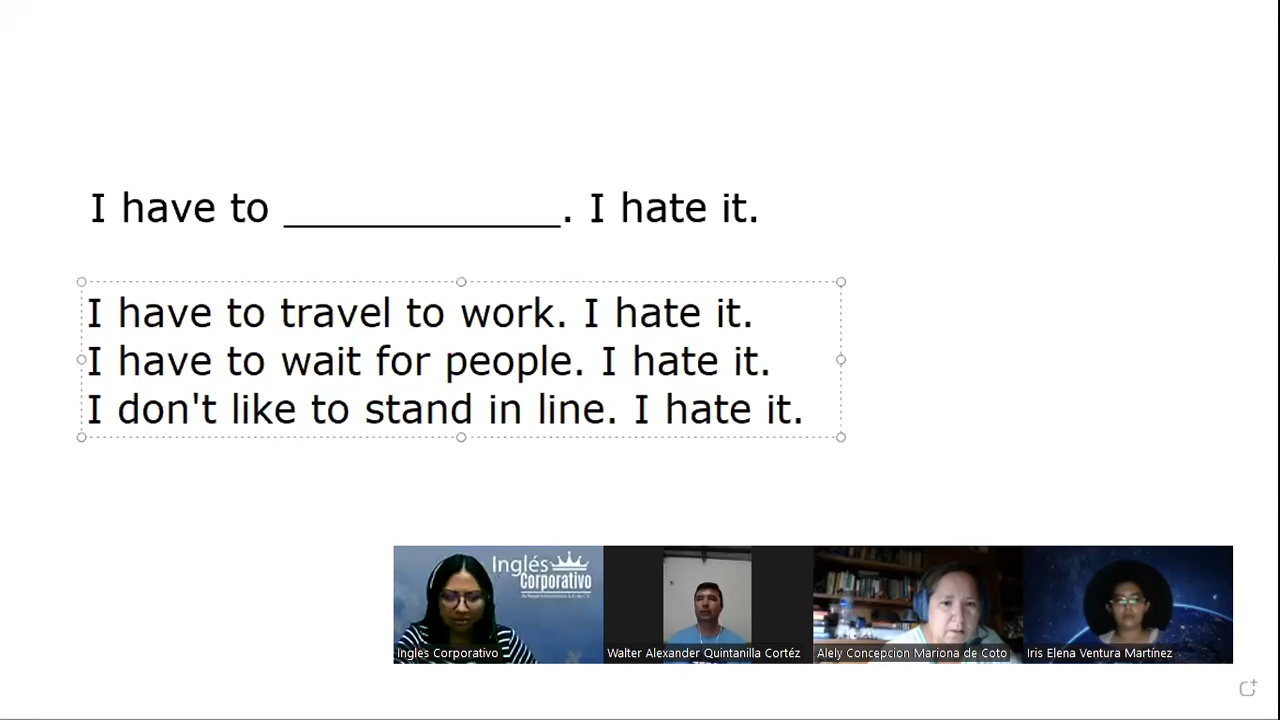 I have to _____________. I hate it.
I have to travel to work. I hate it.
I have to wait for people. I hate it.
I don't like to stand in line. I hate it.
Inglés
Corporativo
Inglés Corporativo
Walter Alexander Quintanilla Cortéz
Alely Concepcion Mariona de Coto
Iris Elena Ventura Martínez